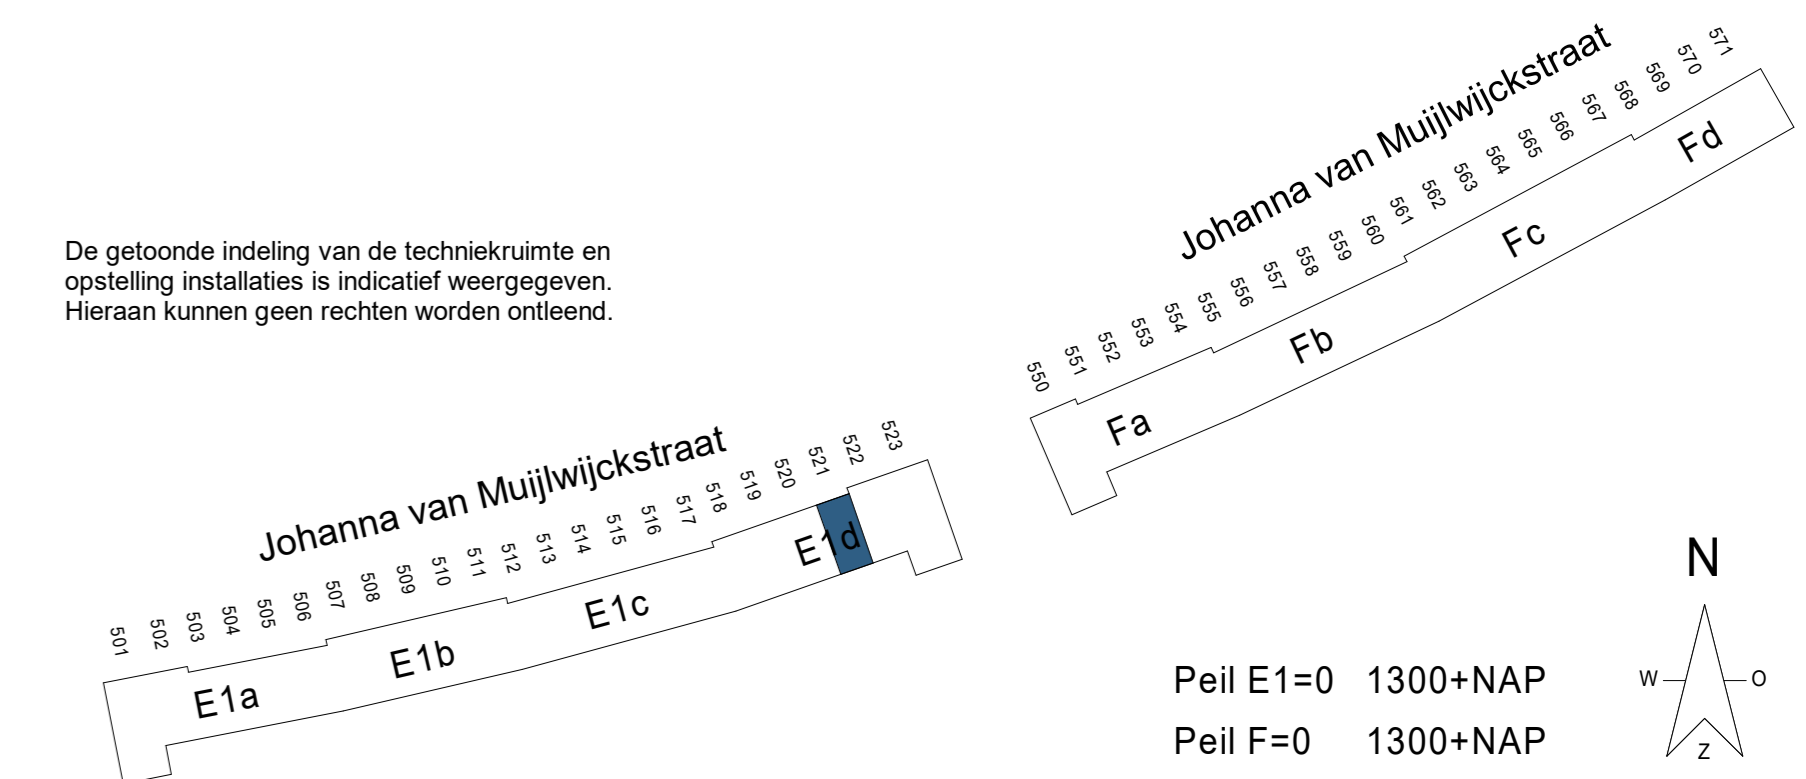 De getoonde indeling van de techniekruimte en
opstelling installaties is indicatief weergegeven.
Hieraan kunnen geen rechten worden ontleend.
Johanna van Muijlwijckstraat
501 502 503 504 505 506 507 508 509 510 511 512 513 514 515 516 517 518 519 520 521 522 523
E1a E1b E1c E1d
Johanna van Muijlwijckstraat
550 551 552 553 554 555 556 557 558 559 560 561 562 563 564 565 566 567 568 569 570 571
Fa Fb Fc Fd
Peil E1=0 1300+NAP
Peil F=0 1300+NAP
N
W O
Z